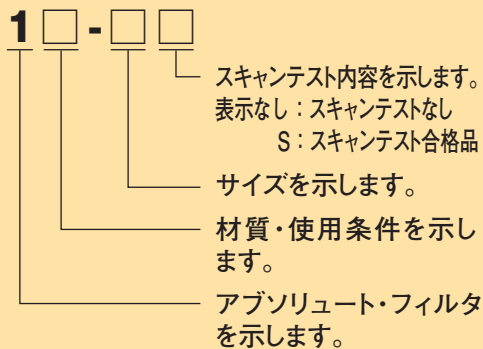 1□-□□
スキャンテスト内容を示します。
表示なし：スキャンテストなし
S：スキャンテスト合格品
サイズを示します。
材質・使用条件を示し
ます。
アブソリュート・フィルタ
を示します。